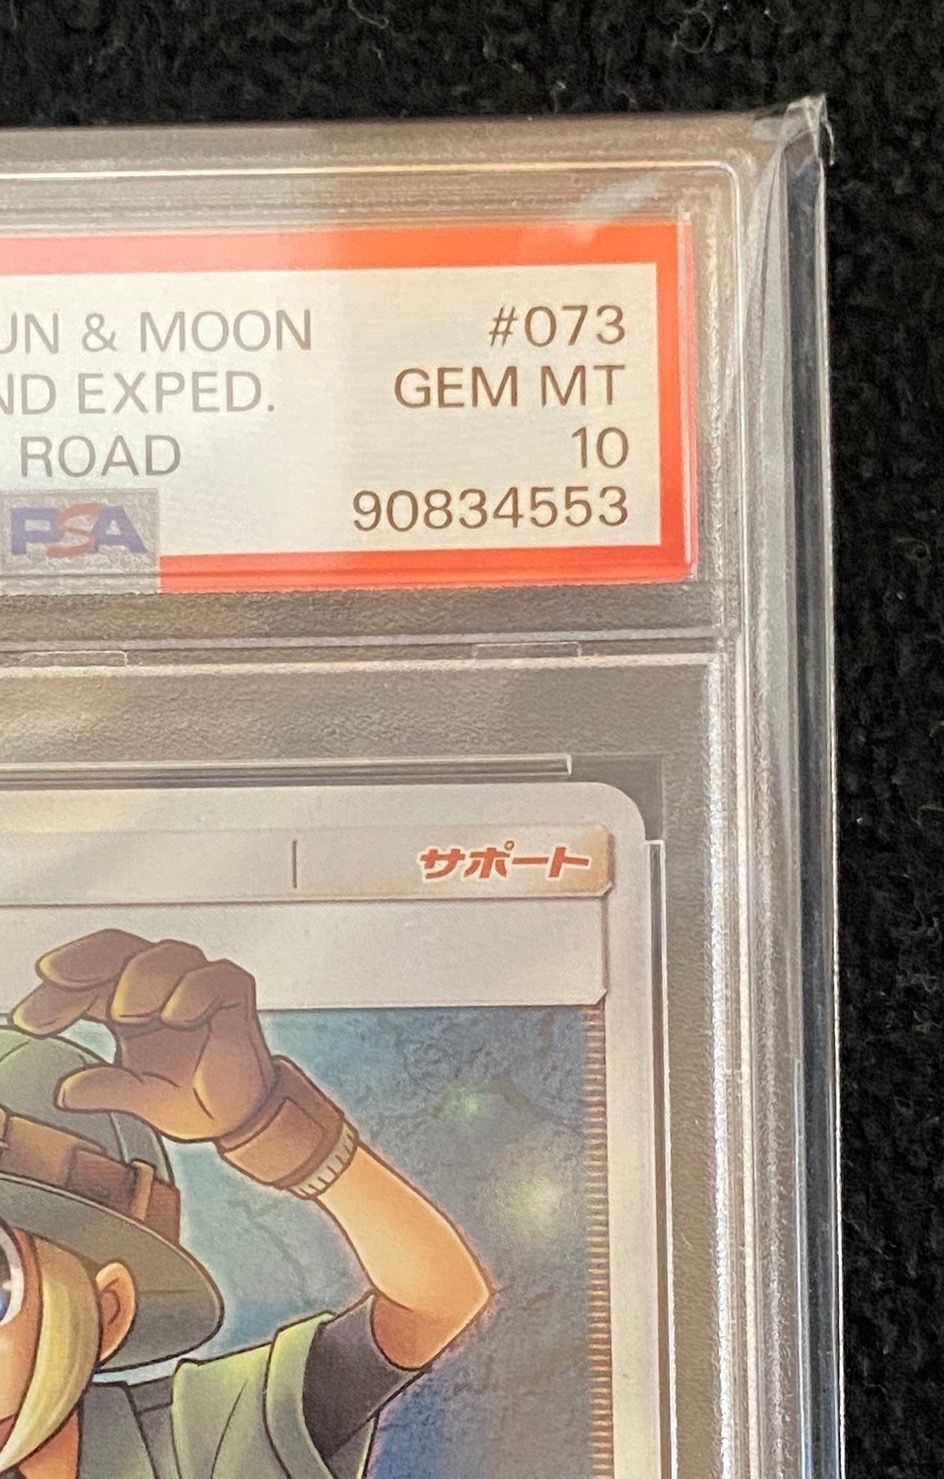 UN & MOON #073
ND EXPED. GEM MT
ROAD 10
PSA 90834553
サポート